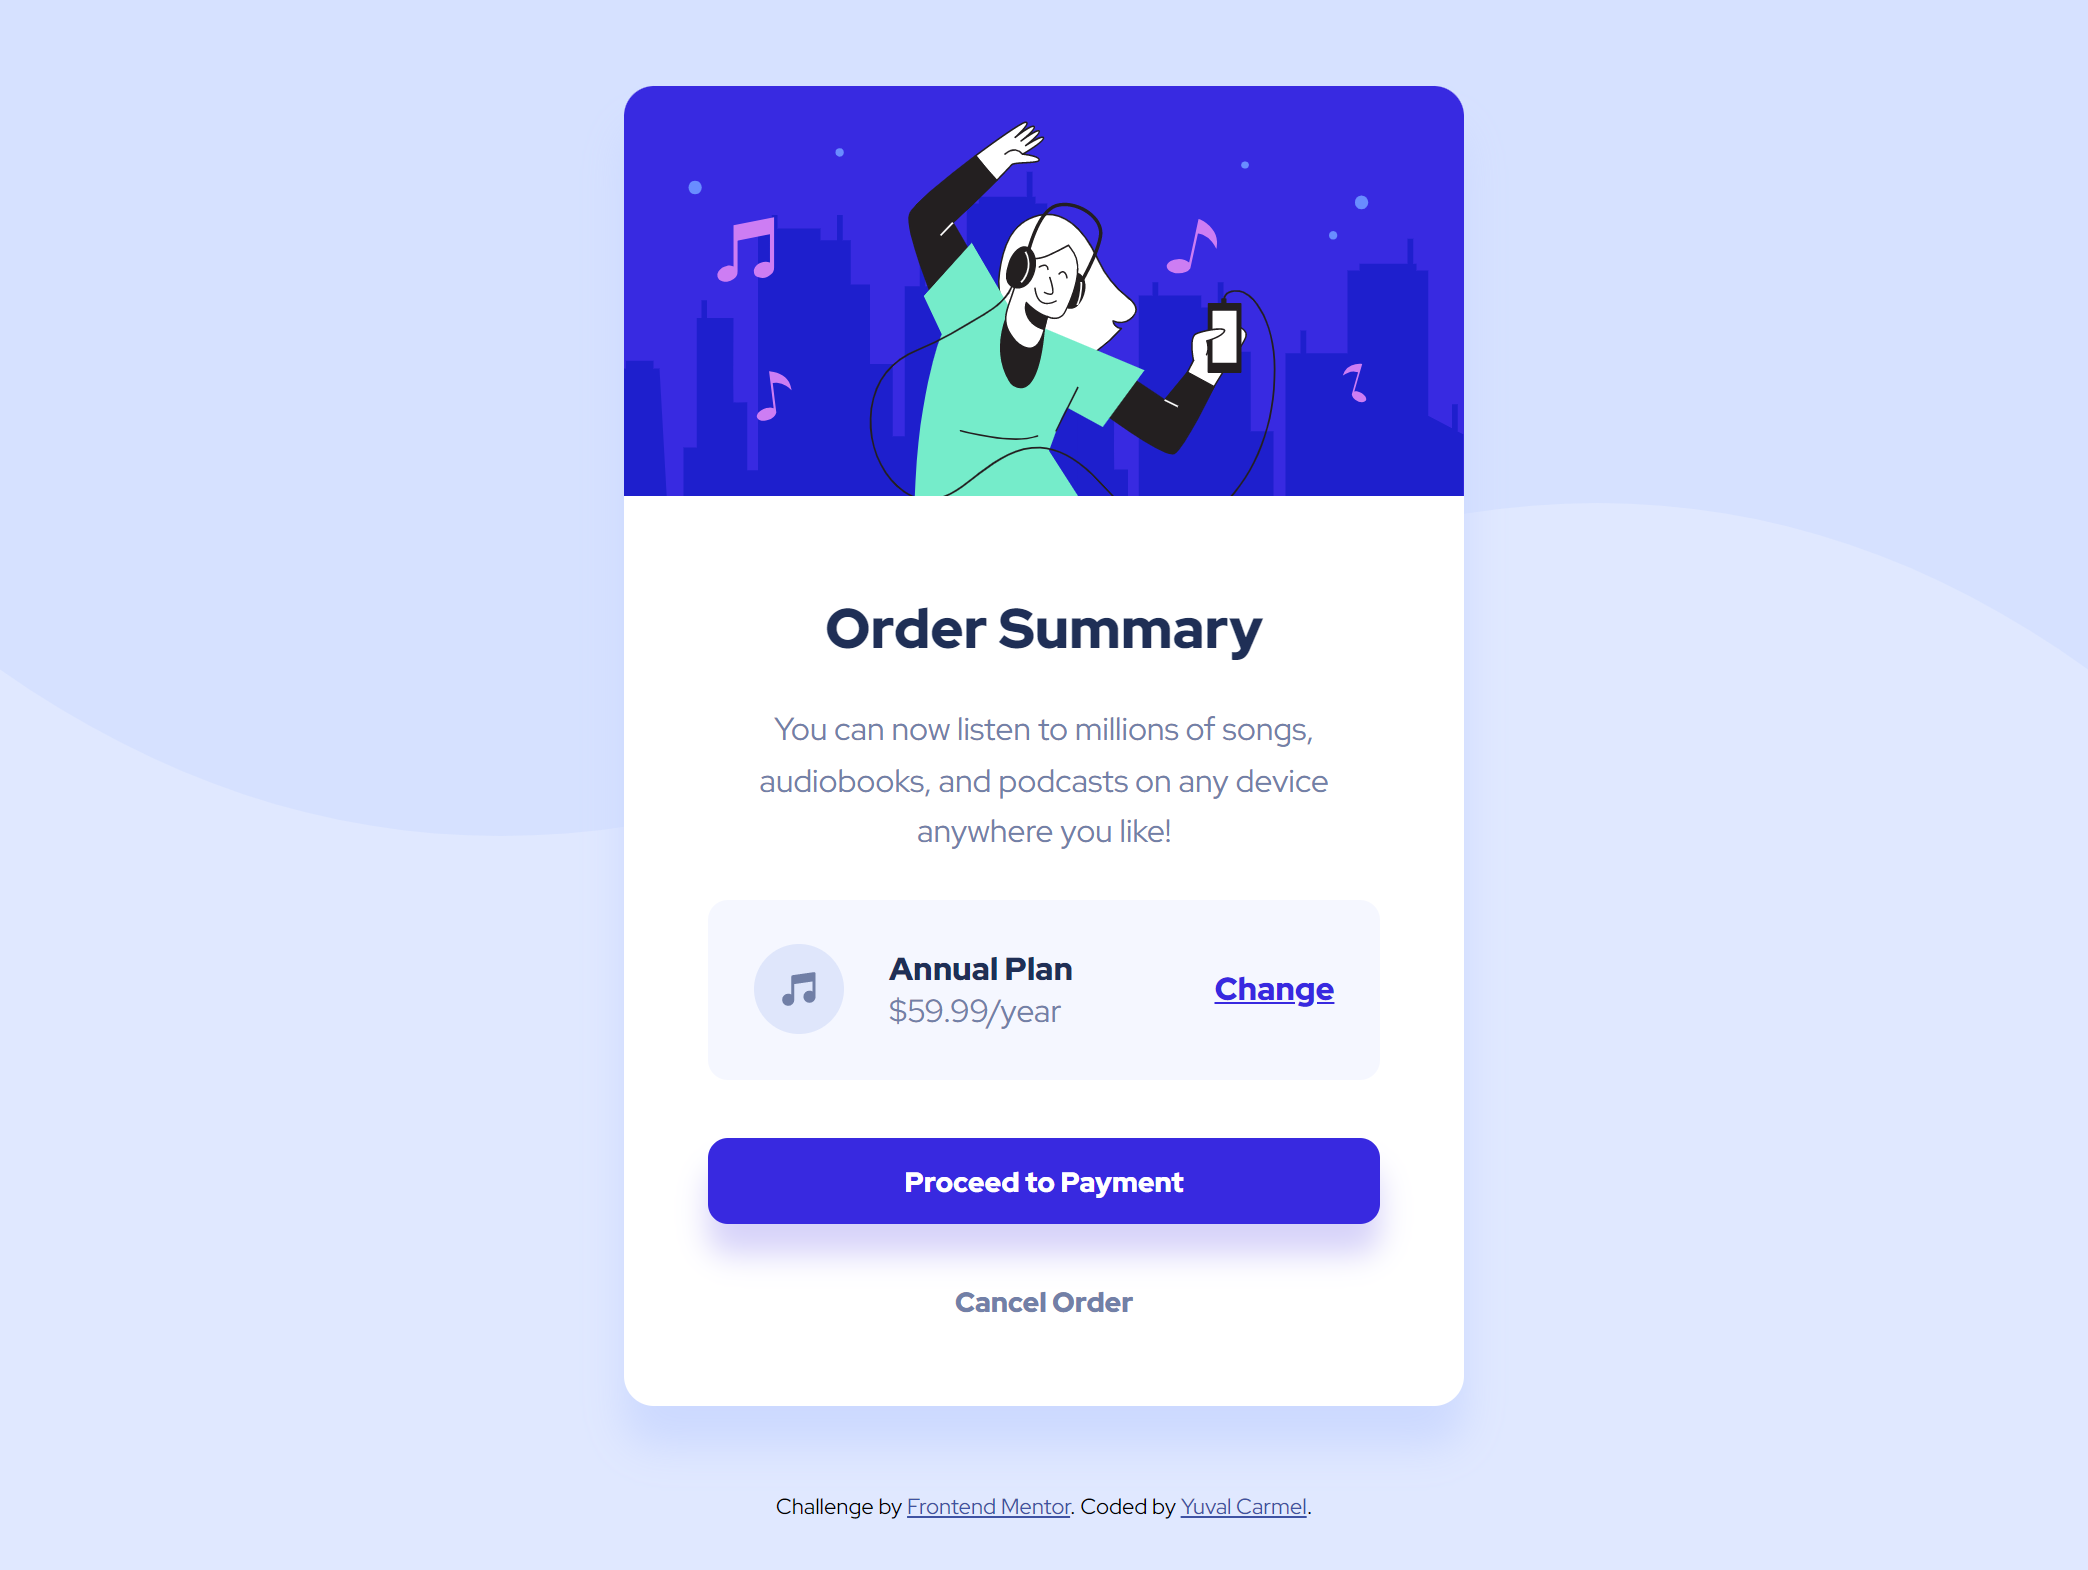 Order Summary
You can now listen to millions of songs,
audiobooks, and podcasts on any device
anywhere you like!
Annual Plan
$59.99/year
Change
Proceed to Payment
Cancel Order
Challenge by Frontend Mentor. Coded by Yuval Carmel.